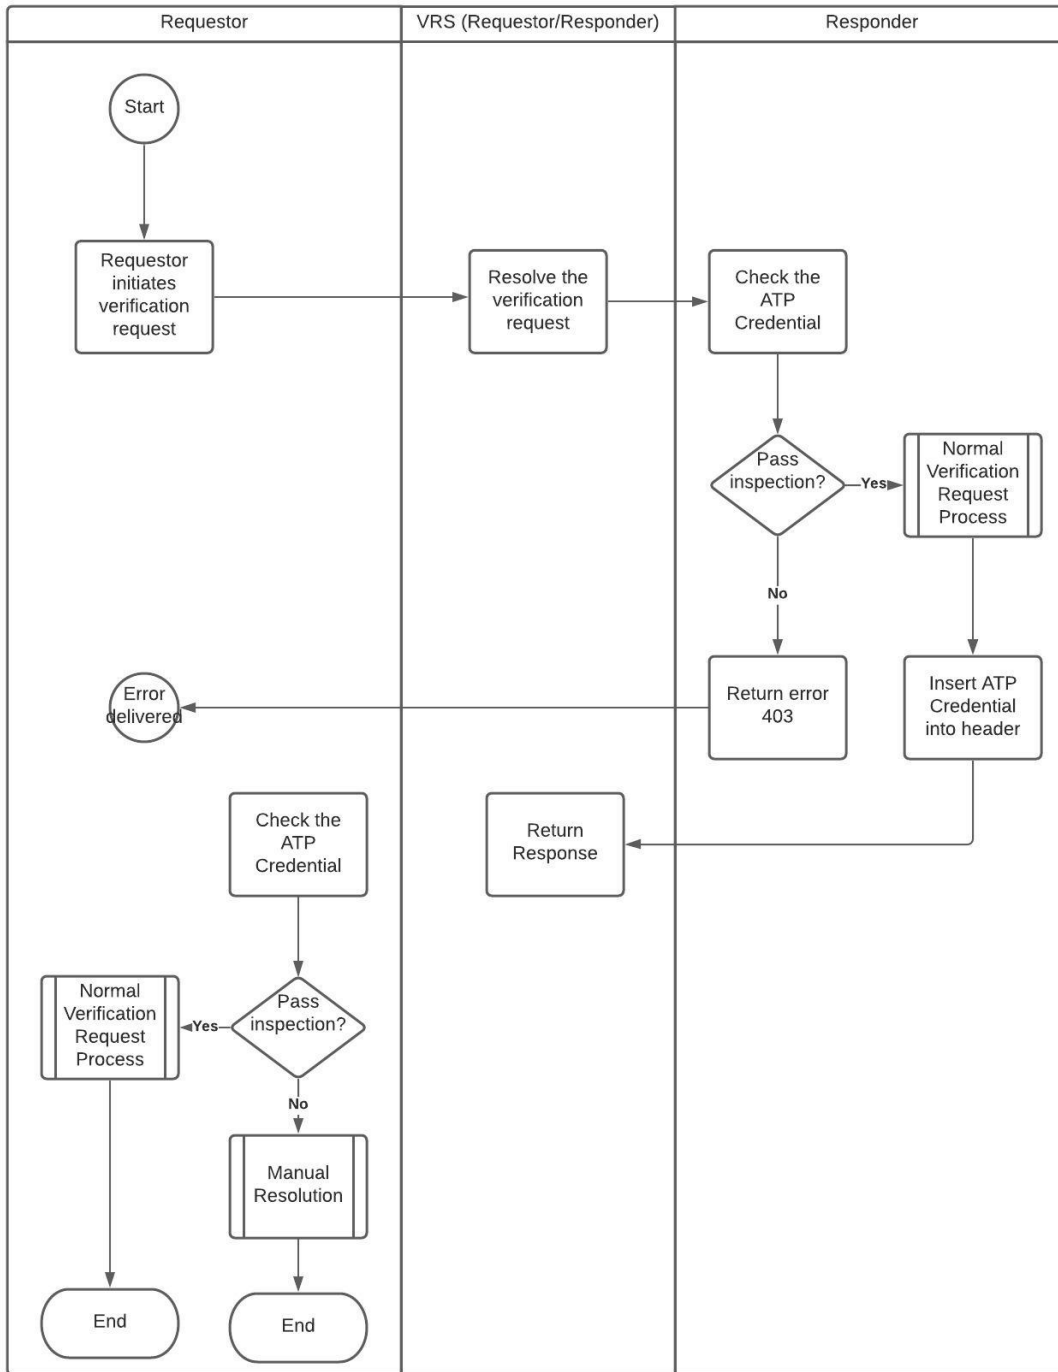 Requestor
VRS (Requestor/Responder)
Responder
Start
Requestor
initiates
verification
request
Resolve the
verification
request
Check the
ATP
Credential
Pass
inspection?
Yes
Normal
Verification
Request
Process
No
Error
delivered
Return error
403
Insert ATP
Credential
into header
Check the
ATP
Credential
Return
Response
Normal
Verification
Request
Process
Yes
Pass
inspection?
No
Manual
Resolution
End
End